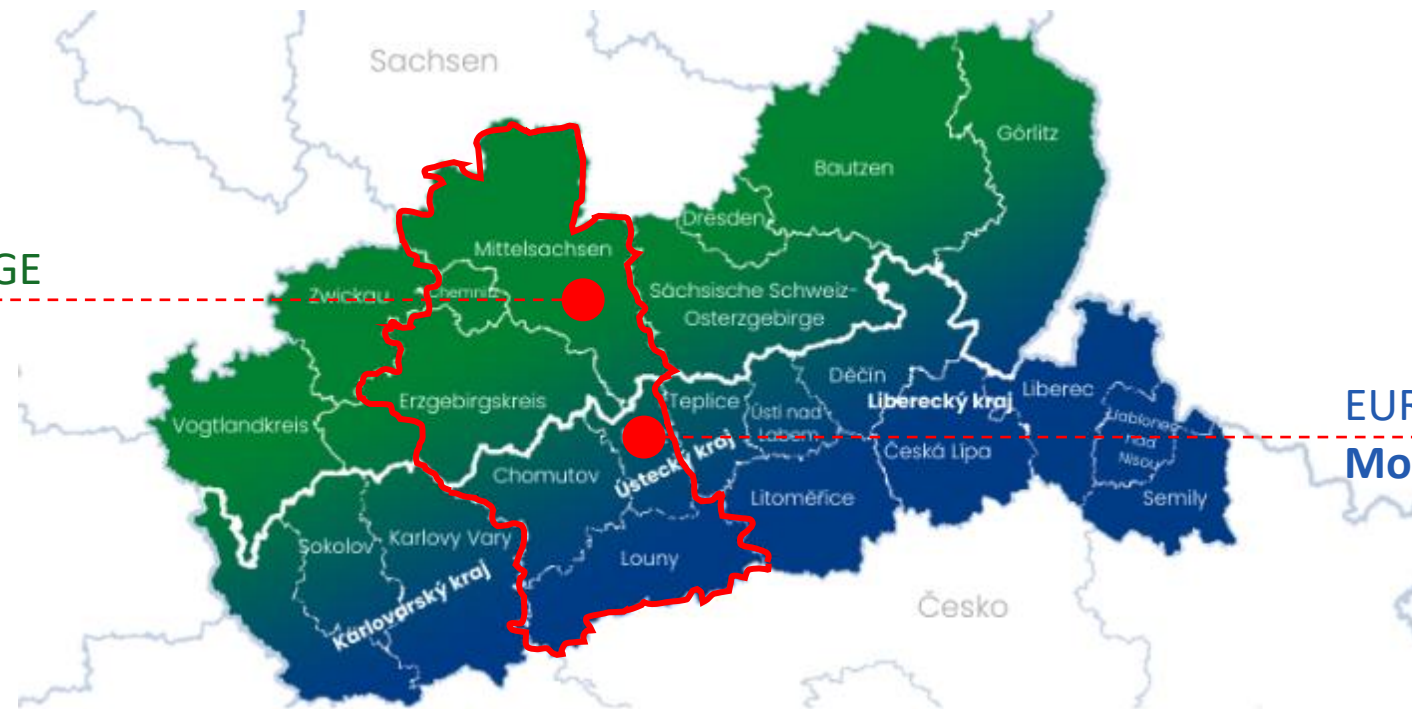 Sachsen
Görlitz
Bautzen
Dresden
Mittelsachsen
GE
Zwickau
Chemnitz
Sächsische Schweiz-
Osterzgebirge
Děčín
Liberec
Erzgebirgskreis
Teplice
Liberecký kraj
EUR
Ústí nad
Labem
Jablonec
nad
Nisou
Vogtlandkreis
Ústecký kraj
Česká Lípa
Mo
Chomutov
Litoměřice
Semily
Sokolov
Karlovy Vary
Louny
Karlovarský kraj
Česko